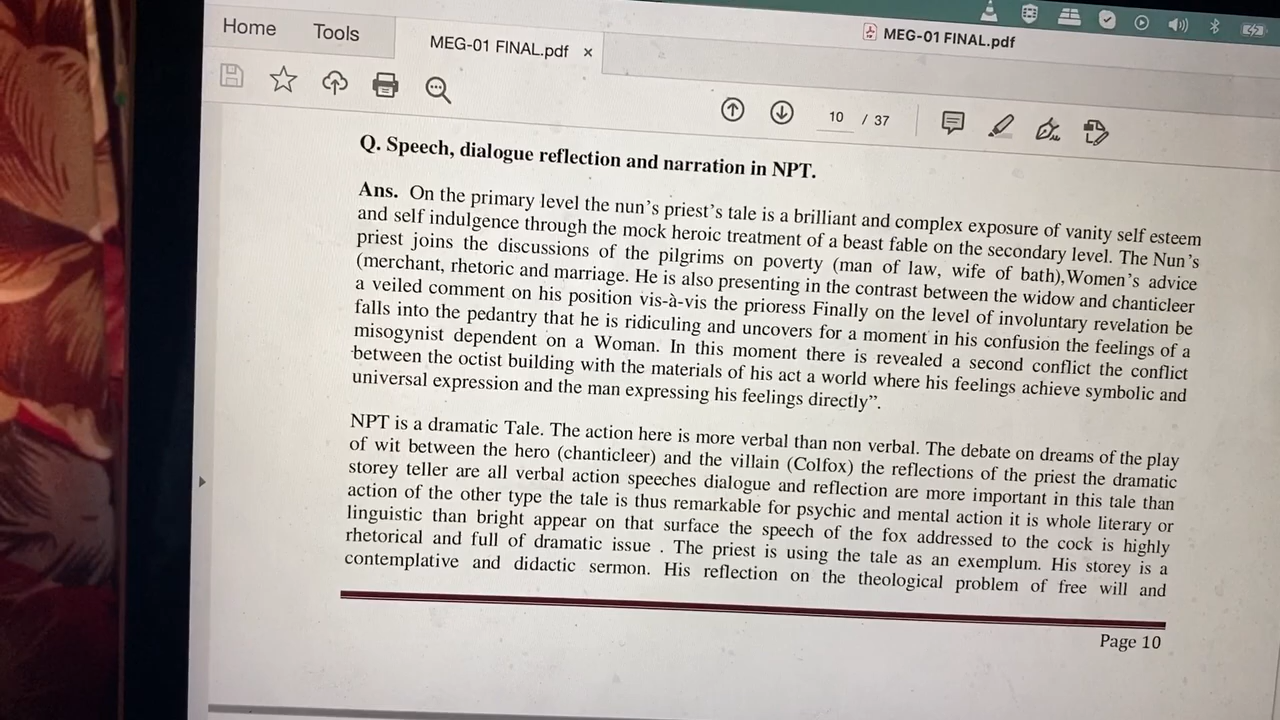 Home Tools MEG-01 FINAL.pdf ×
MEG-01 FINAL.pdf
10 / 37
Q. Speech, dialogue reflection and narration in NPT.
Ans. On the primary level the nun's priest's tale is a brilliant and complex exposure of vanity self esteem
and self indulgence through the mock heroic treatment of a beast fable on the secondary level. The Nun's
priest joins the discussions of the pilgrims on poverty (man of law, wife of bath),Women's advice
(merchant, rhetoric and marriage. He is also presenting in the contrast between the widow and chanticleer
a veiled comment on his position vis-à-vis the prioress Finally on the level of involuntary revelation be
falls into the pedantry that he is ridiculing and uncovers for a moment in his confusion the feelings of a
misogynist dependent on a Woman. In this moment there is revealed a second conflict the conflict
between the octist building with the materials of his act a world where his feelings achieve symbolic and
universal expression and the man expressing his feelings directly”.
NPT is a dramatic Tale. The action here is more verbal than non verbal. The debate on dreams of the play
of wit between the hero (chanticleer) and the villain (Colfox) the reflections of the priest the dramatic
storey teller are all verbal action speeches dialogue and reflection are more important in this tale than
action of the other type the tale is thus remarkable for psychic and mental action it is whole literary or
linguistic than bright appear on that surface the speech of the fox addressed to the cock is highly
rhetorical and full of dramatic issue . The priest is using the tale as an exemplum. His storey is a
contemplative and didactic sermon. His reflection on the theological problem of free will and
Page 10